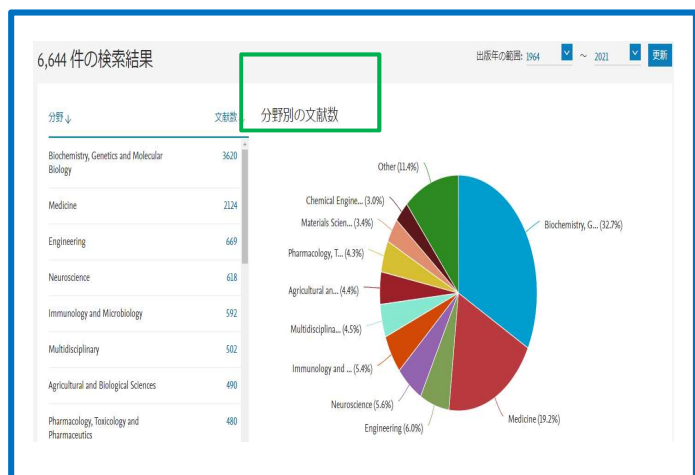 6,644 件の検索結果
出版年の範囲: 1964 ～ 2021 更新
分野↓ 文献数↓
分野別の文献数
Biochemistry, Genetics and Molecular
Biology 3620
Medicine 2124
Engineering 669
Neuroscience 618
Immunology and Microbiology 592
Multidisciplinary 502
Agricultural and Biological Sciences 490
Pharmacology, Toxicology and
Pharmaceutics 480
Other (11.4%)
Chemical Engine... (3.0%)
Materials Scien... (3.4%)
Pharmacology, T... (4.3%)
Agricultural an... (4.4%)
Multidisciplina... (4.5%)
Immunology and ... (5.4%)
Neuroscience (5.6%)
Engineering (6.0%)
Medicine (19.2%)
Biochemistry, G... (32.7%)